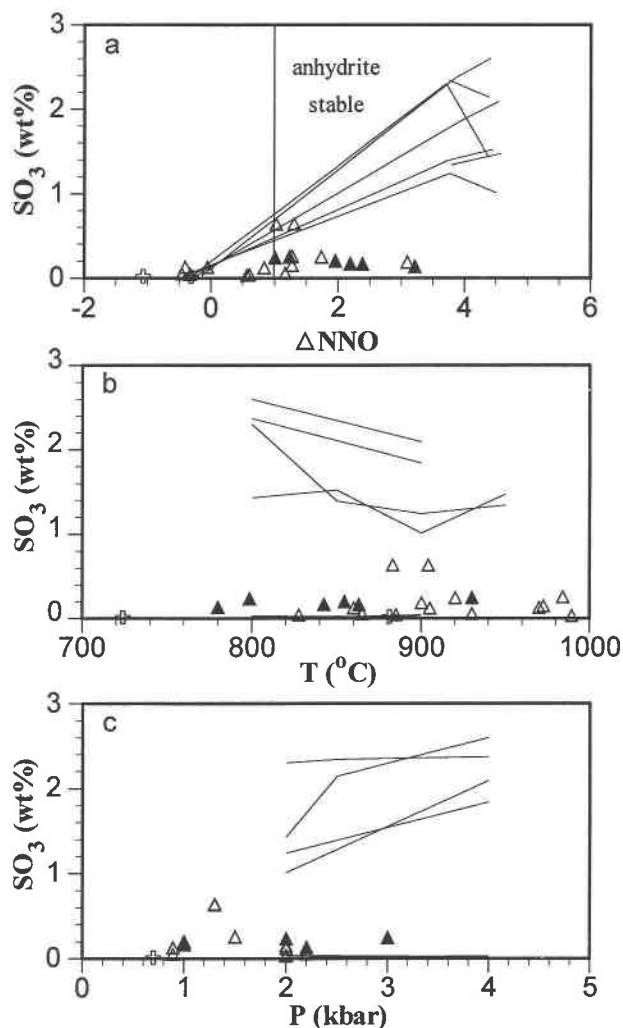 3
a
anhydrite
stable
2
SO3 (wt%)
1
0
-2 0 2 4 6
△NNO
3
b
2
SO3 (wt%)
1
0
700 800 900 1000
T (°C)
3
c
2
SO3 (wt%)
1
0
0 1 2 3 4 5
P (kbar)